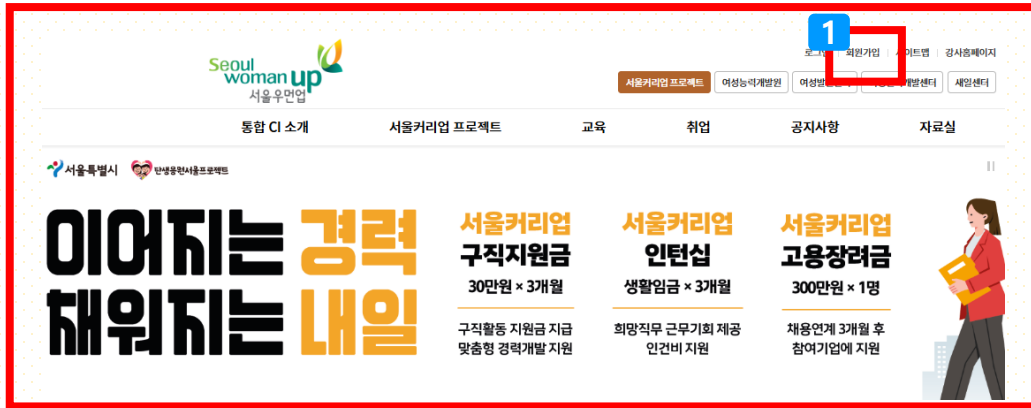 1
로그인 회원가입 사이트맵 강사홈페이지
Seoul
woman up
서울우먼업
서울커리업 프로젝트 여성능력개발원 새일센터
통합 CI 소개 서울커리업 프로젝트 교육 취업 공지사항 자료실
서울특별시 탄생응원서울프로젝트
이어지는 경력
채워지는 내일
서울커리업
구직지원금
30만원 × 3개월
구직활동 지원금 지급
맞춤형 경력개발 지원
서울커리업
인턴십
생활임금 × 3개월
희망직무 근무기회 제공
인건비 지원
서울커리업
고용장려금
300만원 × 1명
채용연계 3개월 후
참여기업에 지원